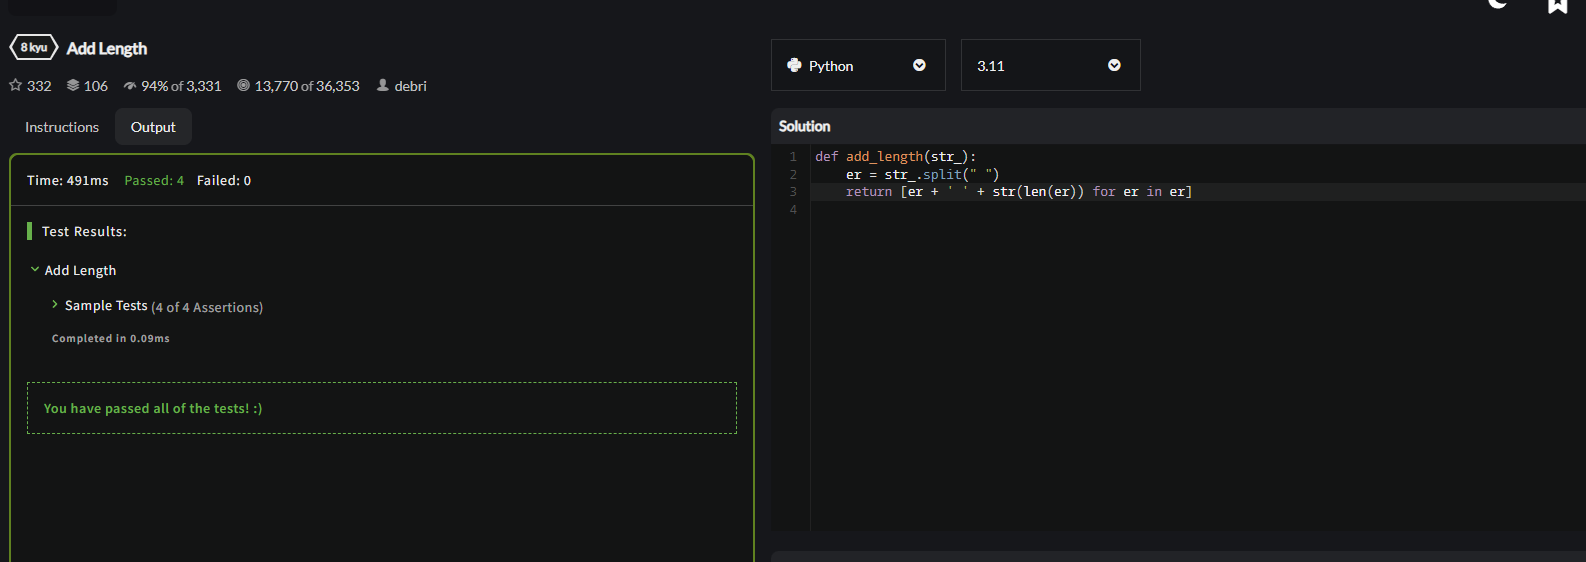 8 kyu Add Length
332 106 94% of 3,331 13,770 of 36,353 debri
Instructions Output
Time: 491ms Passed: 4 Failed: 0
Test Results:
Add Length
Sample Tests (4 of 4 Assertions)
Completed in 0.09ms
You have passed all of the tests! :)
Python 3.11
Solution
1 def add_length(str_):
2     er = str_.split(" ")
3     return [er + ' ' + str(len(er)) for er in er]
4